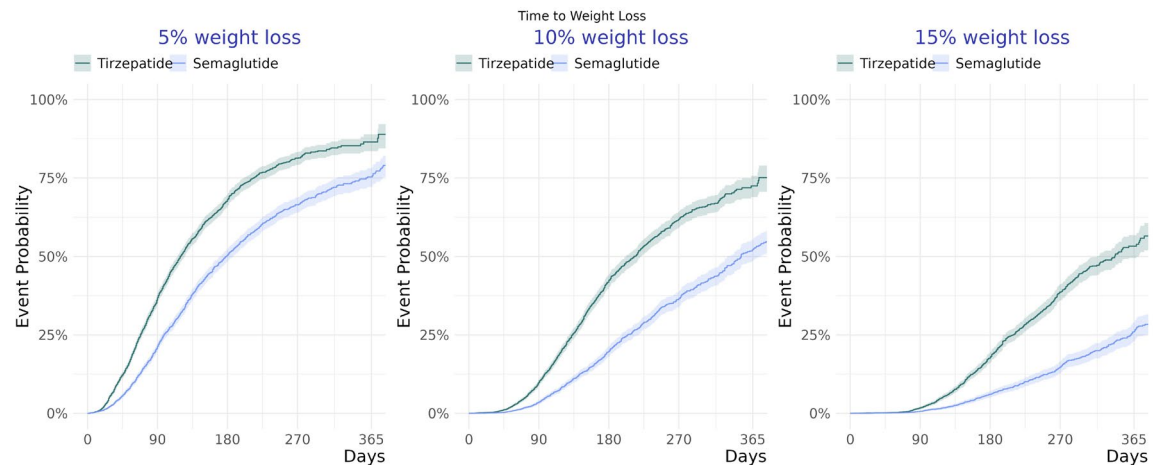 Time to Weight Loss
5% weight loss
Tirzepatide Semaglutide
100%
75%
50%
25%
0%
Event Probability
0 90 180 270 365
Days
10% weight loss
Tirzepatide Semaglutide
100%
75%
50%
25%
0%
Event Probability
0 90 180 270 365
Days
15% weight loss
Tirzepatide Semaglutide
100%
75%
50%
25%
0%
Event Probability
0 90 180 270 365
Days